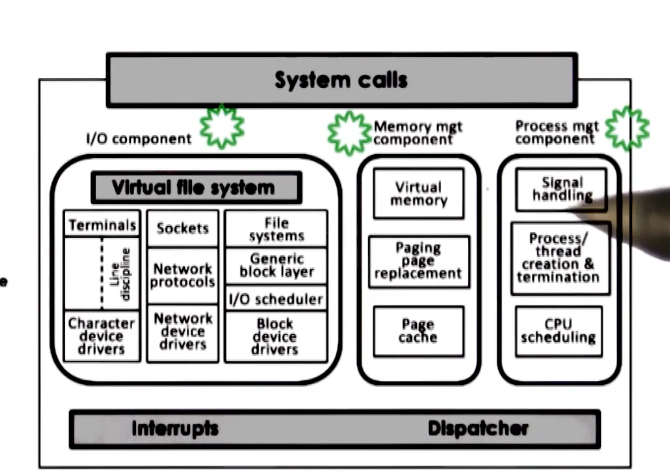 System calls
I/O component
Memory mgt
component
Process mgt
component
Virtual file system
Terminals
Line
discipline
Character
device
drivers
Sockets
Network
protocols
Network
device
drivers
File
systems
Generic
block layer
I/O scheduler
Block
device
drivers
Virtual
memory
Paging
page
replacement
Page
cache
Signal
handling
Process/
thread
creation &
termination
CPU
scheduling
Interrupts
Dispatcher
e